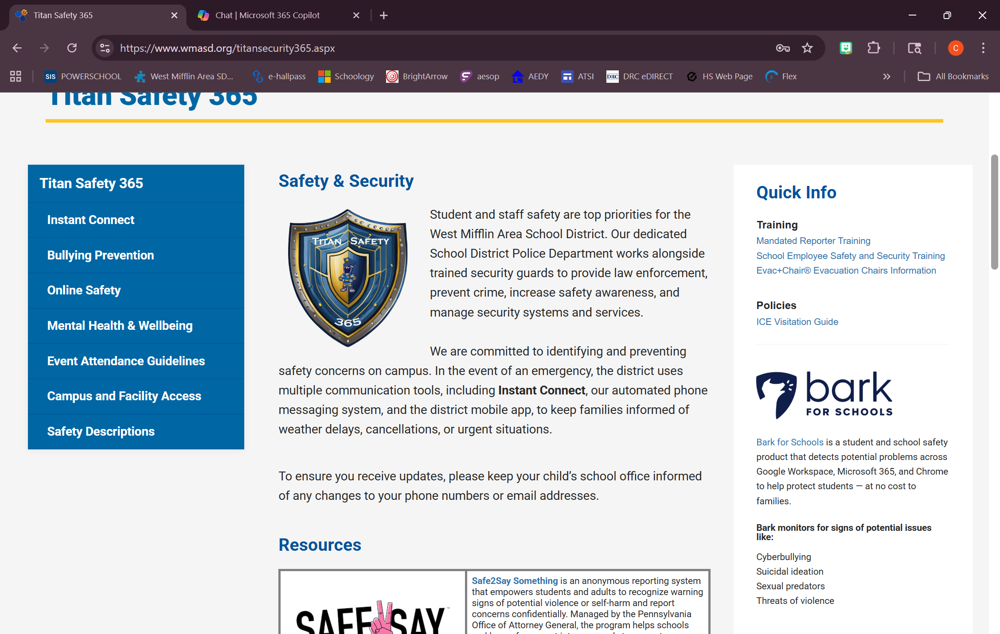 Titan Safety 365
Chat | Microsoft 365 Copilot
https://www.wmasd.org/titansecurity365.aspx
C
SIS POWERSCHOOL
West Mifflin Area SD...
e-hallpass
Schoology
BrightArrow
aesop
AEDY
ATSI
DRC DRC eDIRECT
HS Web Page
Flex
All Bookmarks
Titan Safety 365
Titan Safety 365
Instant Connect
Bullying Prevention
Online Safety
Mental Health & Wellbeing
Event Attendance Guidelines
Campus and Facility Access
Safety Descriptions
Safety & Security
TITAN SAFETY
365
Student and staff safety are top priorities for the
West Mifflin Area School District. Our dedicated
School District Police Department works alongside
trained security guards to provide law enforcement,
prevent crime, increase safety awareness, and
manage security systems and services.
We are committed to identifying and preventing
safety concerns on campus. In the event of an emergency, the district uses
multiple communication tools, including Instant Connect, our automated phone
messaging system, and the district mobile app, to keep families informed of
weather delays, cancellations, or urgent situations.
To ensure you receive updates, please keep your child’s school office informed
of any changes to your phone numbers or email addresses.
Resources
SAFE SAY
Safe2Say Something is an anonymous reporting system
that empowers students and adults to recognize warning
signs of potential violence or self-harm and report
concerns confidentially. Managed by the Pennsylvania
Office of Attorney General, the program helps schools
Quick Info
Training
Mandated Reporter Training
School Employee Safety and Security Training
Evac+Chair® Evacuation Chairs Information
Policies
ICE Visitation Guide
bark
FOR SCHOOLS
Bark for Schools is a student and school safety
product that detects potential problems across
Google Workspace, Microsoft 365, and Chrome
to help protect students — at no cost to
families.
Bark monitors for signs of potential issues
like:
Cyberbullying
Suicidal ideation
Sexual predators
Threats of violence